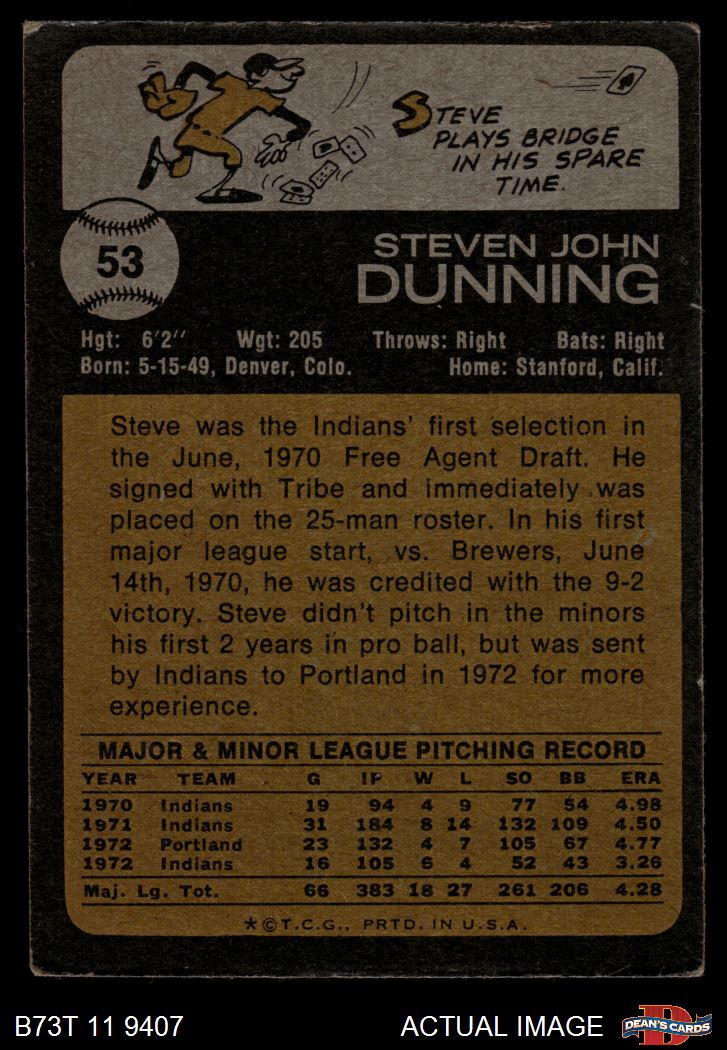 STEVE
PLAYS BRIDGE
IN HIS SPARE
TIME.
53
STEVEN JOHN
DUNNING
Hgt: 6'2" Wgt: 205 Throws: Right Bats: Right
Born: 5-15-49, Denver, Colo. Home: Stanford, Calif.
Steve was the Indians' first selection in
the June, 1970 Free Agent Draft. He
signed with Tribe and immediately was
placed on the 25-man roster. In his first
major league start, vs. Brewers, June
14th, 1970, he was credited with the 9-2
victory. Steve didn't pitch in the minors
his first 2 years in pro ball, but was sent
by Indians to Portland in 1972 for more
experience.
MAJOR & MINOR LEAGUE PITCHING RECORD
YEAR TEAM G IP W L SO BB ERA
1970 Indians 19 94 4 9 77 54 4.98
1971 Indians 31 184 8 14 132 109 4.50
1972 Portland 23 132 4 7 105 67 4.77
1972 Indians 16 105 6 4 52 43 3.26
Maj. Lg. Tot. 66 383 18 27 261 206 4.28
*©T.C.G., PRTD. IN U.S.A.
B73T 11 9407 ACTUAL IMAGE
D
DEAN'S CARDS